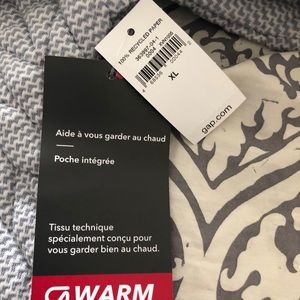 100% RECYCLED PAPER
XL
gap.com
Aide à vous garder au chaud
Poche intégrée
Tissu technique
spécialement conçu pour
vous garder bien au chaud.
WARM